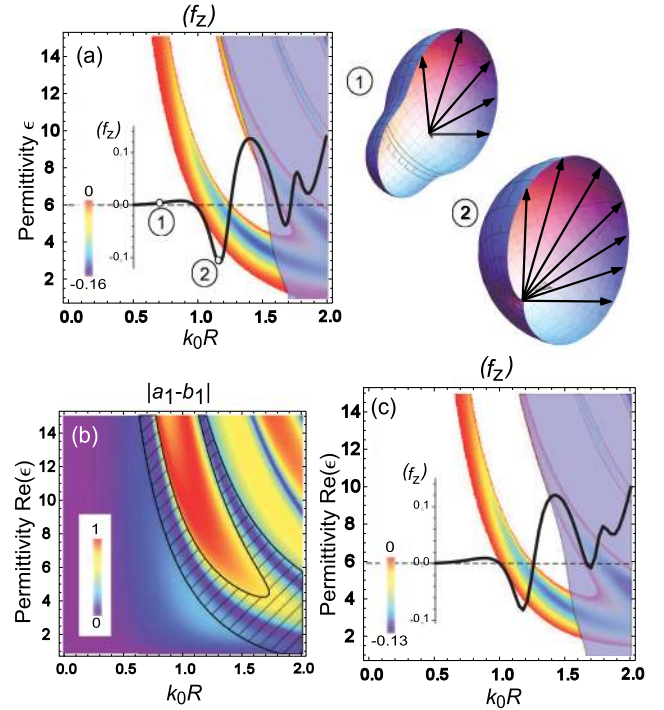 (f_z)
(a)
14
12
10
8
6
4
2
Permittivity ϵ
(f_z)
0,1
0.0
-0.1
0
-0.16
1
2
0.0 0.5 1.0 1.5 2.0
k_0R
1
2
|a_1-b_1|
(b)
14
12
10
8
6
4
2
Permittivity Re(ϵ)
1
0
0.0 0.5 1.0 1.5 2.0
k_0R
(f_z)
(c)
14
12
10
8
6
4
2
Permittivity Re(ϵ)
(f_z)
0,1
0.0
-0.1
0
-0.13
0.0 0.5 1.0 1.5 2.0
k_0R